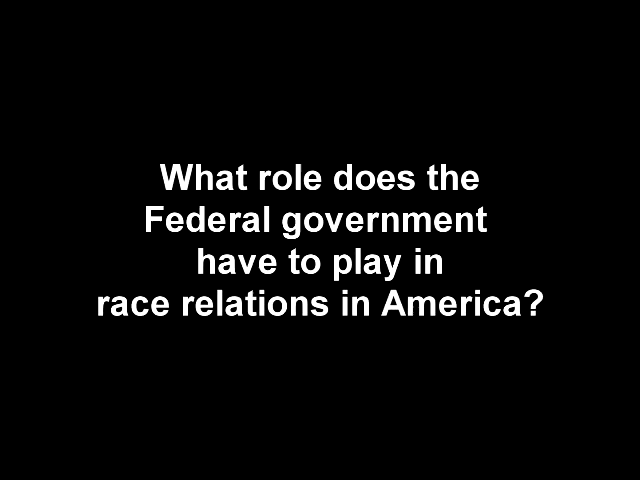 What role does the
Federal government
have to play in
race relations in America?